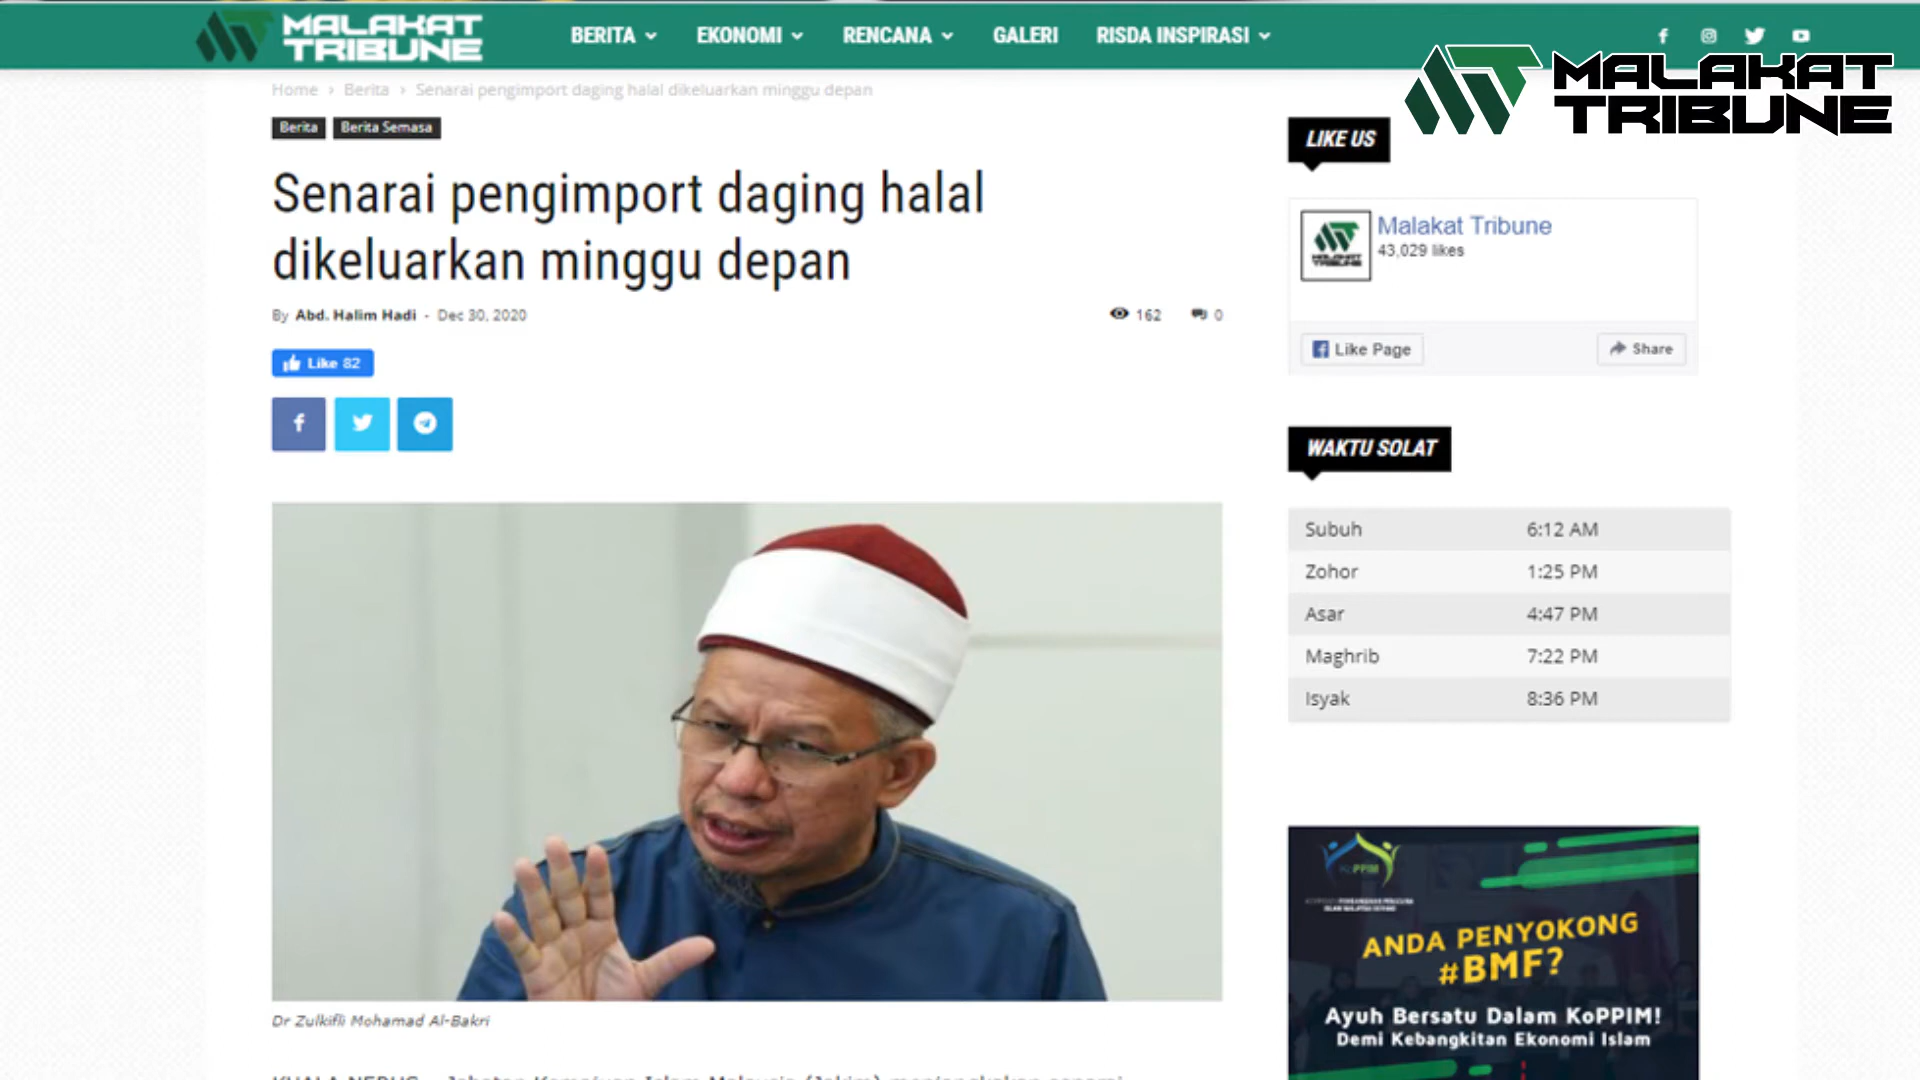 MALAKAT
TRIBUNE
BERITA
EKONOMI
RENCANA
GALERI
RISDA INSPIRASI
MALAKAT
TRIBUNE
Home › Berita › Senarai pengimport daging halal dikeluarkan minggu depan
Berita
Berita Semasa
Senarai pengimport daging halal
dikeluarkan minggu depan
By Abd. Halim Hadi - Dec 30, 2020
162
0
Like 82
Dr Zulkifli Mohamad Al-Bakri
LIKE US
MALAKAT
TRIBUNE
Malakat Tribune
43,029 likes
Like Page
Share
WAKTU SOLAT
Subuh 6:12 AM
Zohor 1:25 PM
Asar 4:47 PM
Maghrib 7:22 PM
Isyak 8:36 PM
KoPPIM
ANDA PENYOKONG
#BMF?
Ayuh Bersatu Dalam KoPPIM!
Demi Kebangkitan Ekonomi Islam